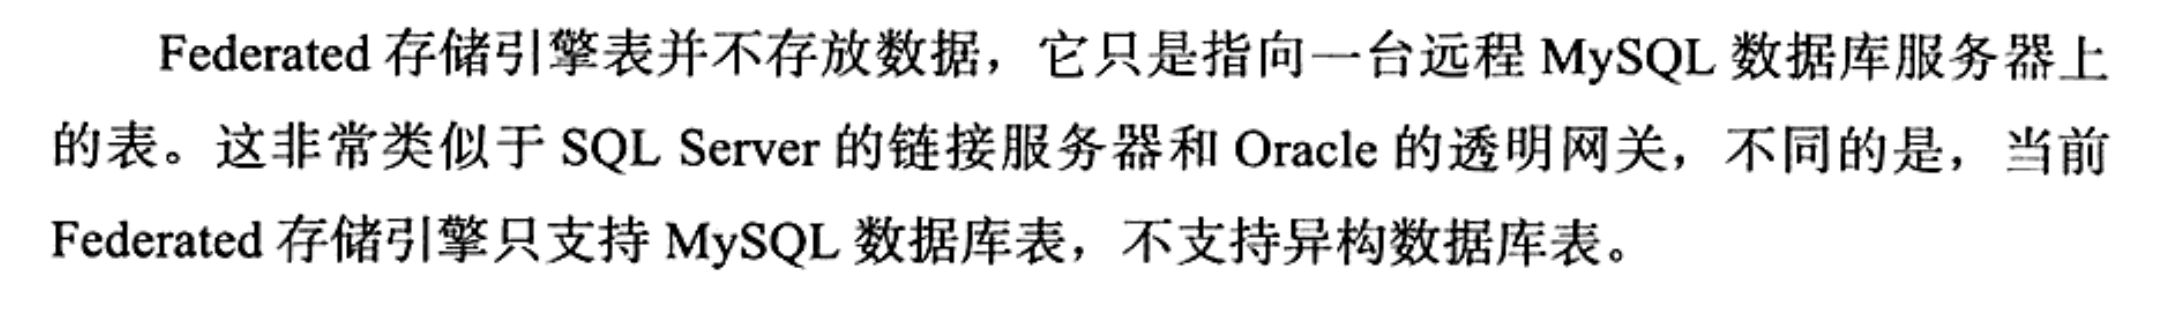 Federated 存储引擎表并不存放数据，它只是指向一台远程 MySQL 数据库服务器上
的表。这非常类似于 SQL Server 的链接服务器和 Oracle 的透明网关，不同的是，当前
Federated 存储引擎只支持 MySQL 数据库表，不支持异构数据库表。